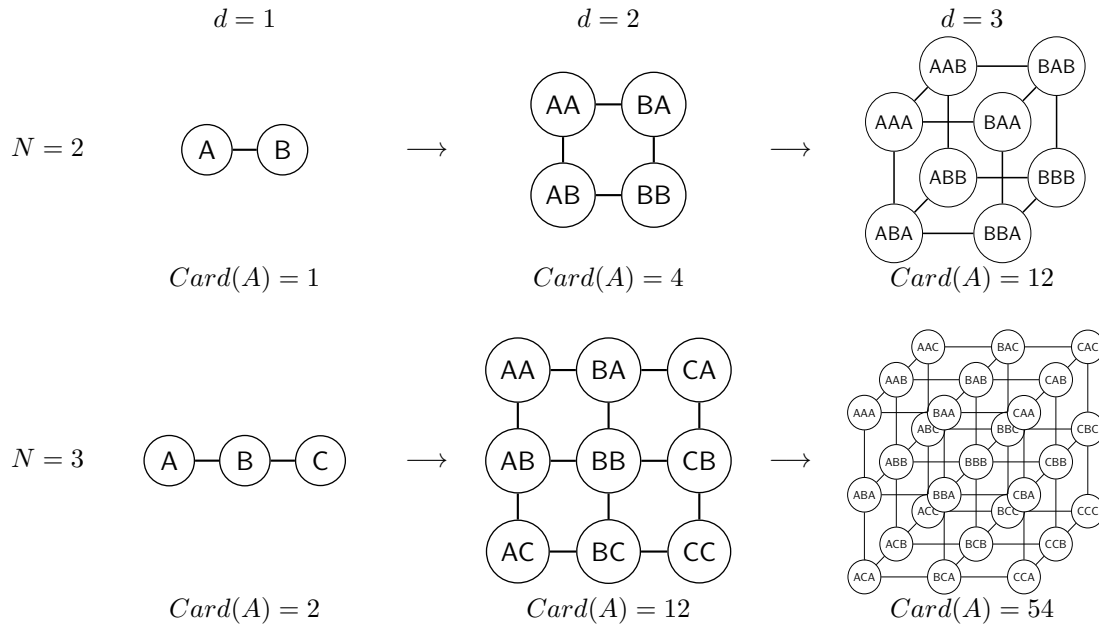 d = 1 d = 2 d = 3
AAB BAB
AA BA
AAA BAA
N = 2 A B ⟶ ⟶
ABB BBB
AB BB
ABA BBA
Card(A) = 1 Card(A) = 4 Card(A) = 12
AAC BAC CAC
AA BA CA
AAB BAB CAB
AAA BAA CAA
ABC BBC CBC
N = 3 A B C ⟶ AB BB CB ⟶ ABB BBB CBB
ABA BBA CBA
ACC BCC CCC
ACB BCB CCB
AC BC CC
ACA BCA CCA
Card(A) = 2 Card(A) = 12 Card(A) = 54